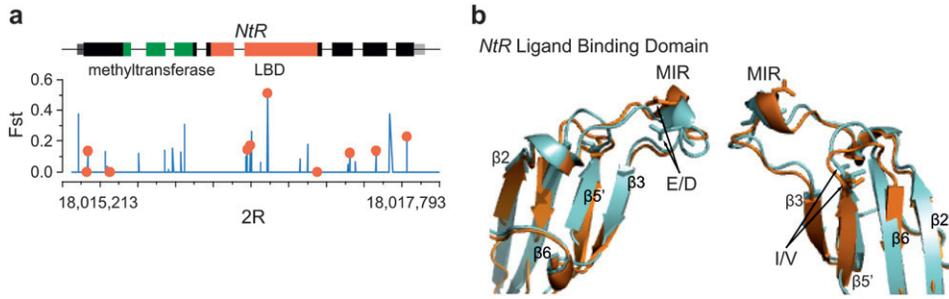 a
NtR
methyltransferase LBD
0.6
0.4
0.2
0.0
Fst
18,015,213 18,017,793
2R
b
NtR Ligand Binding Domain
MIR MIR
β2
β5’
β3
E/D
β6
β3
I/V
β5’
β6
β2